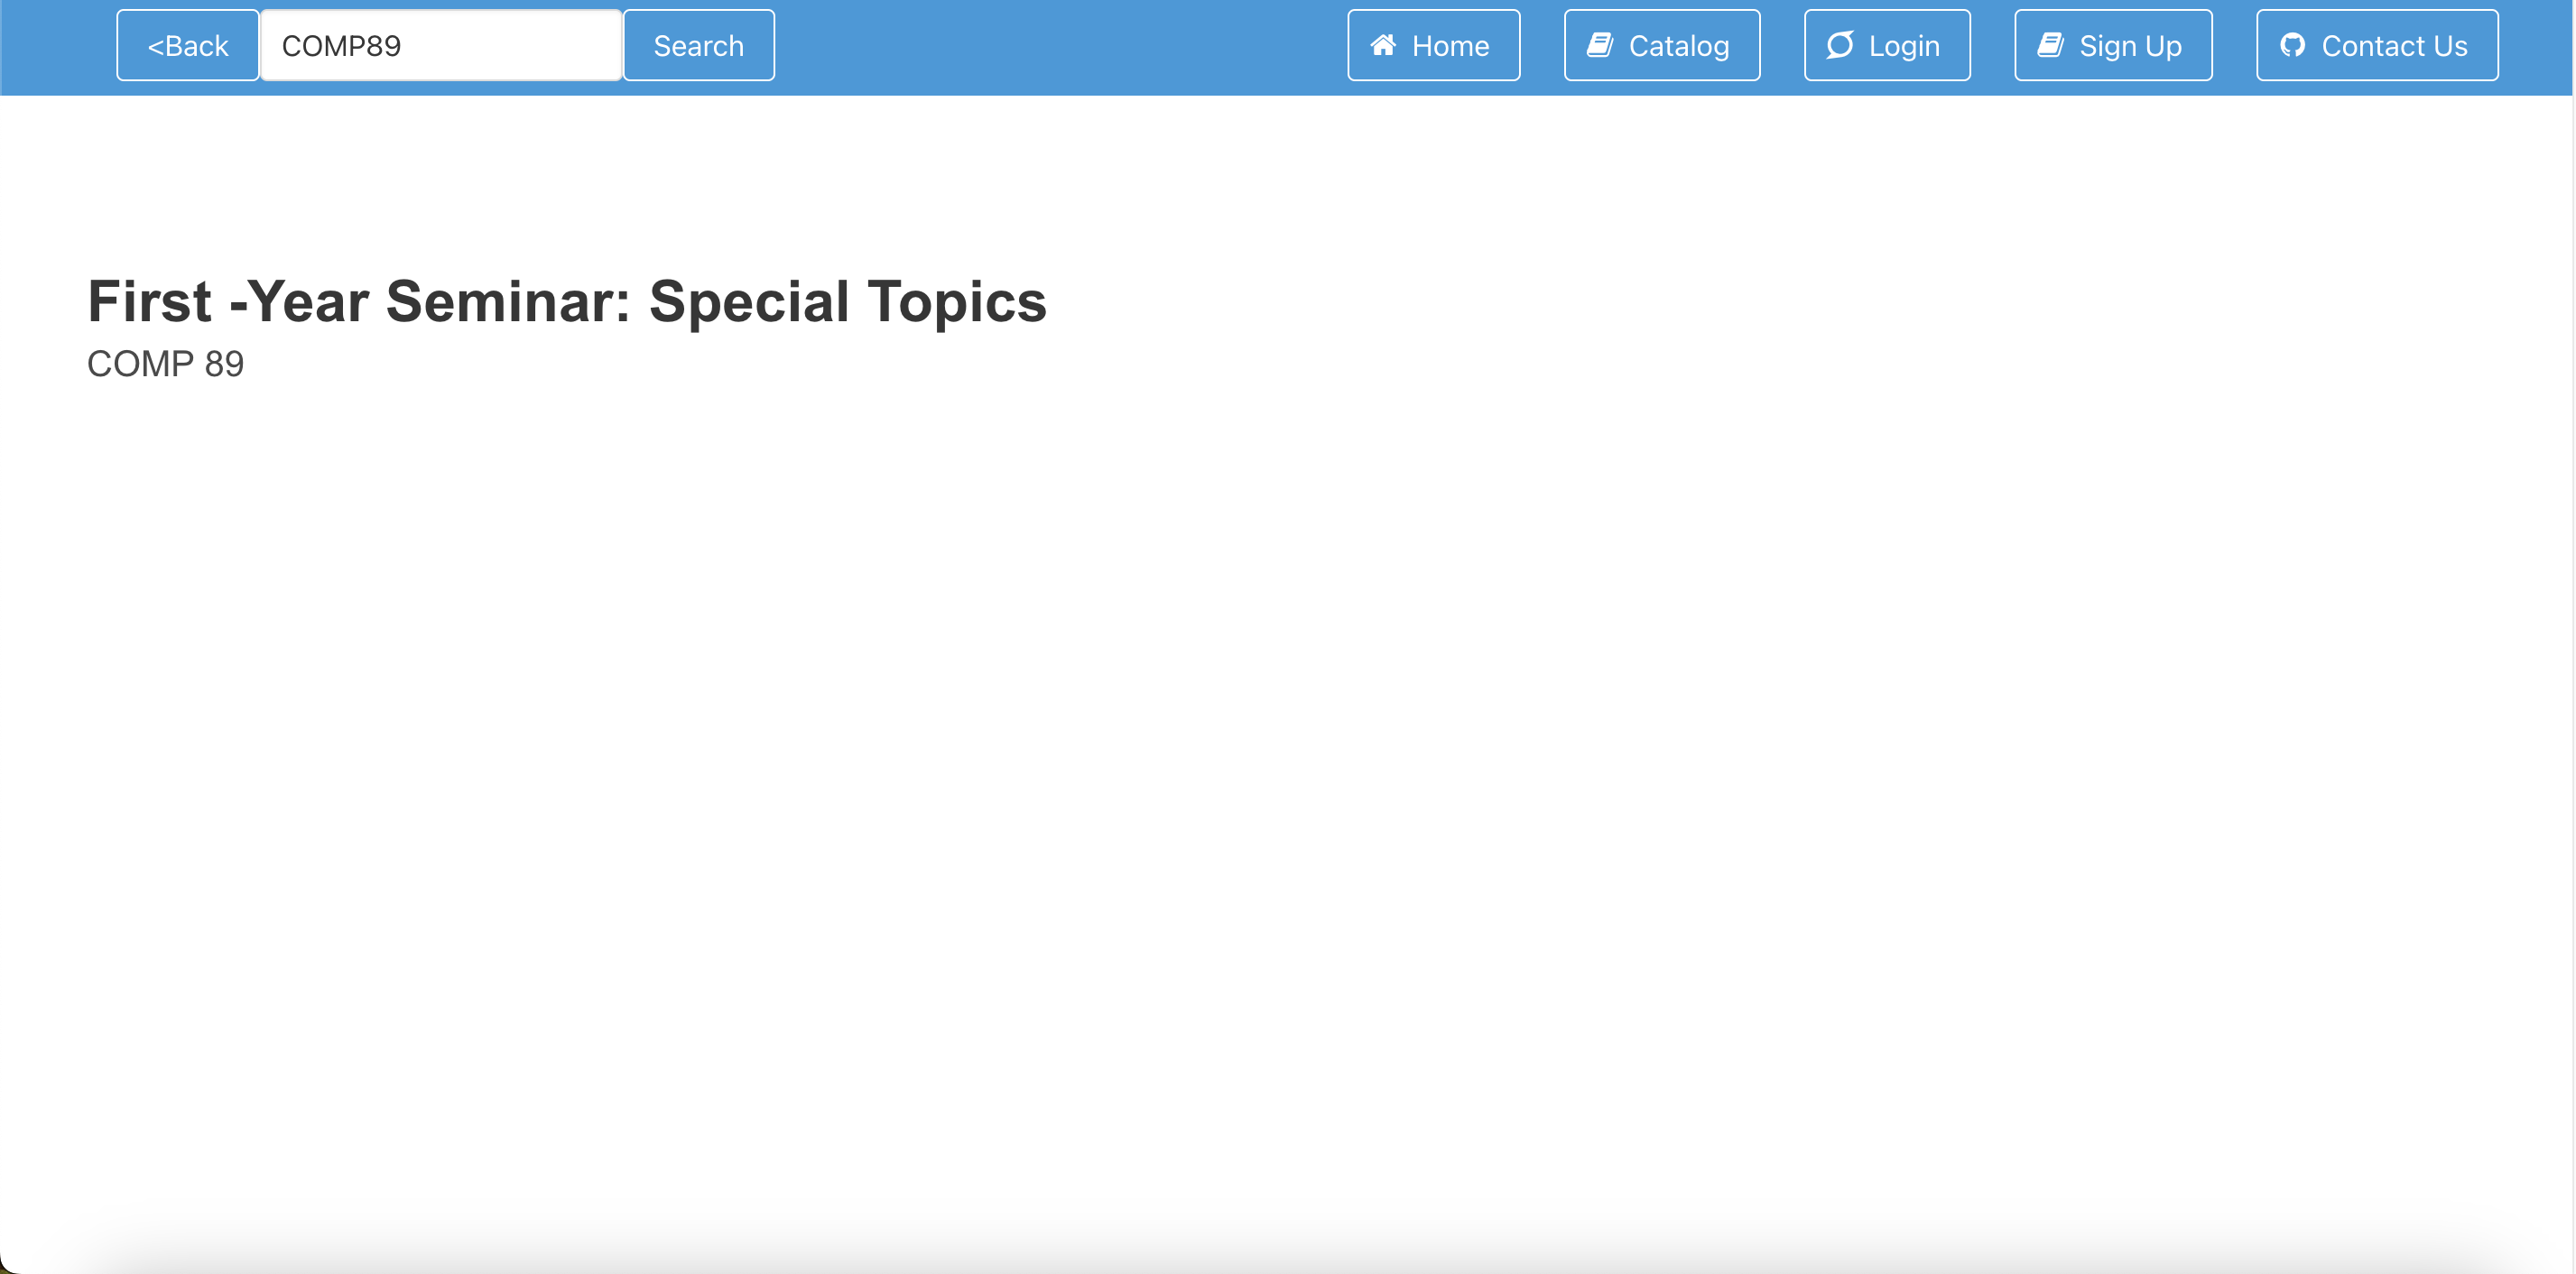 <Back COMP89 Search Home Catalog Login Sign Up Contact Us
First -Year Seminar: Special Topics
COMP 89